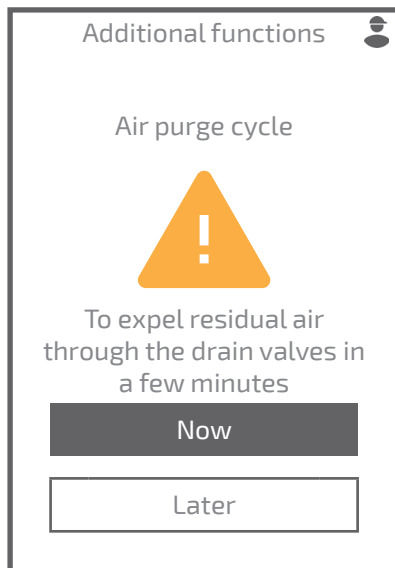 Additional functions
Air purge cycle
!
To expel residual air
through the drain valves in
a few minutes
Now
Later